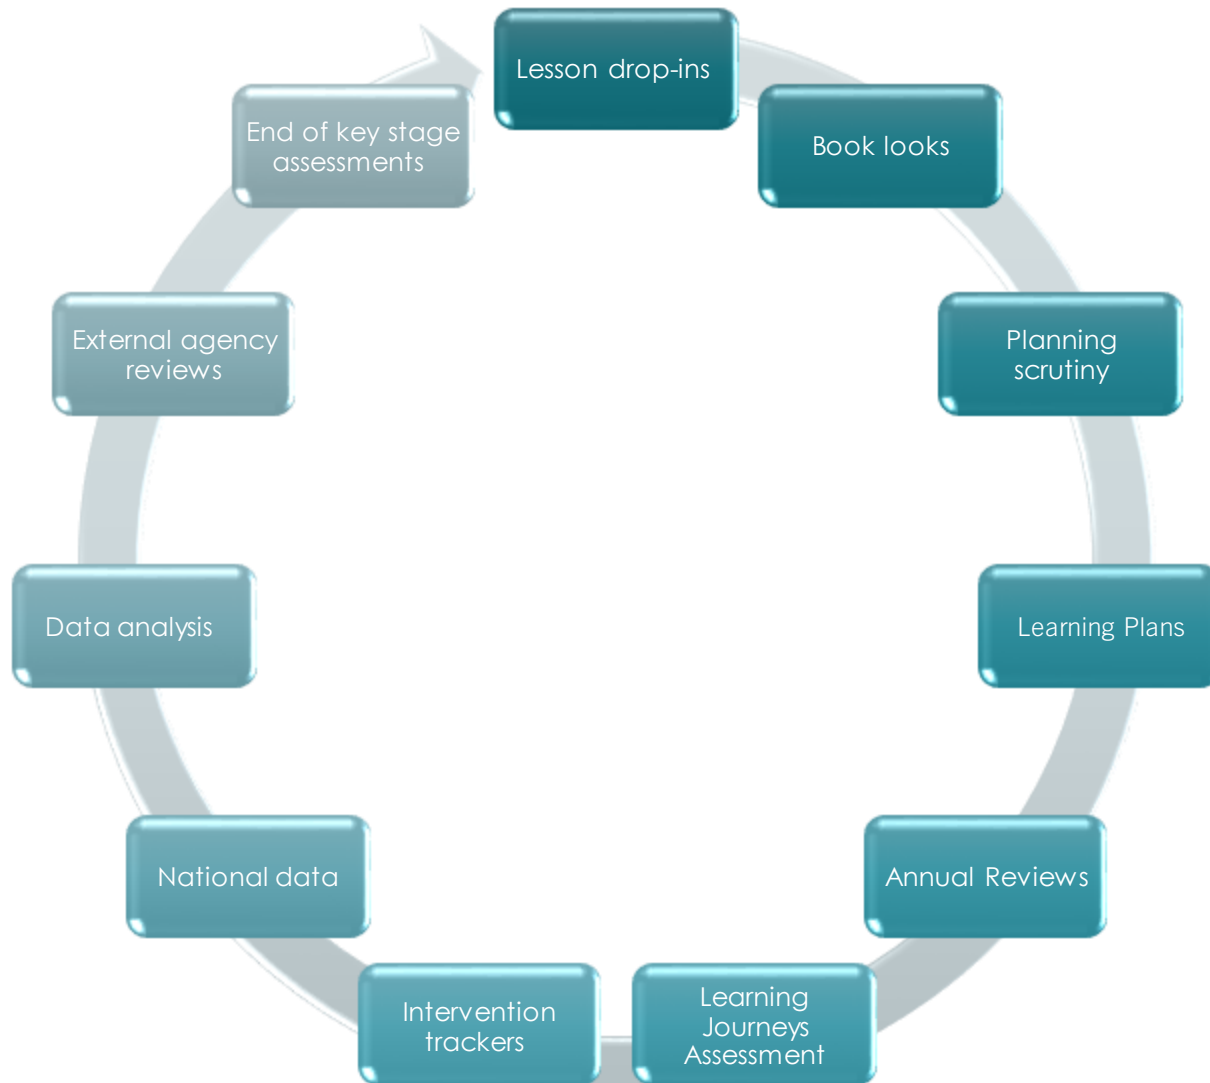 Lesson drop-ins
Book looks
Planning
scrutiny
Learning Plans
Annual Reviews
Learning
Journeys
Assessment
Intervention
trackers
National data
Data analysis
External agency
reviews
End of key stage
assessments